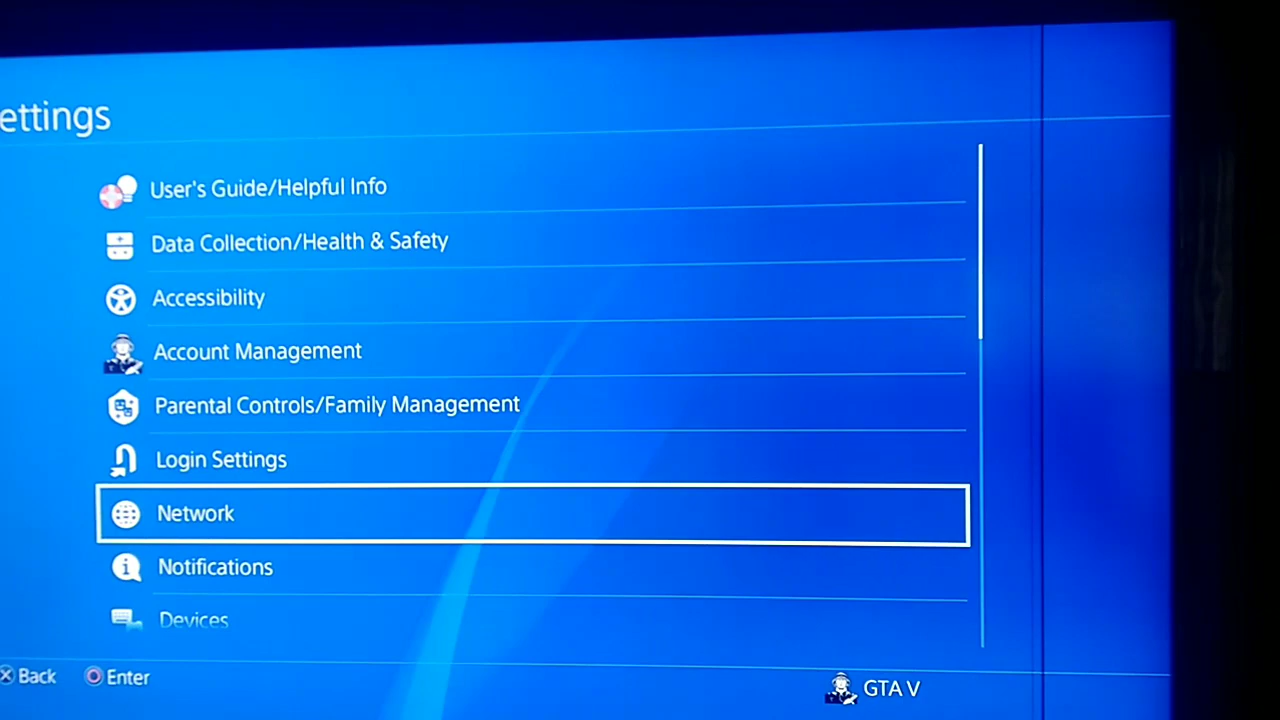 ettings
User's Guide/Helpful Info
Data Collection/Health & Safety
Accessibility
Account Management
Parental Controls/Family Management
Login Settings
Network
Notifications
Devices
Back Enter
GTA V